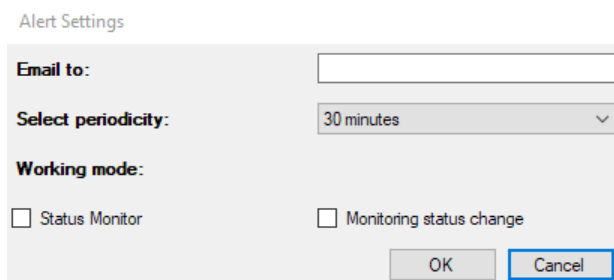 Alert Settings
Email to:
Select periodicity: 30 minutes
Working mode:
Status Monitor Monitoring status change
OK Cancel